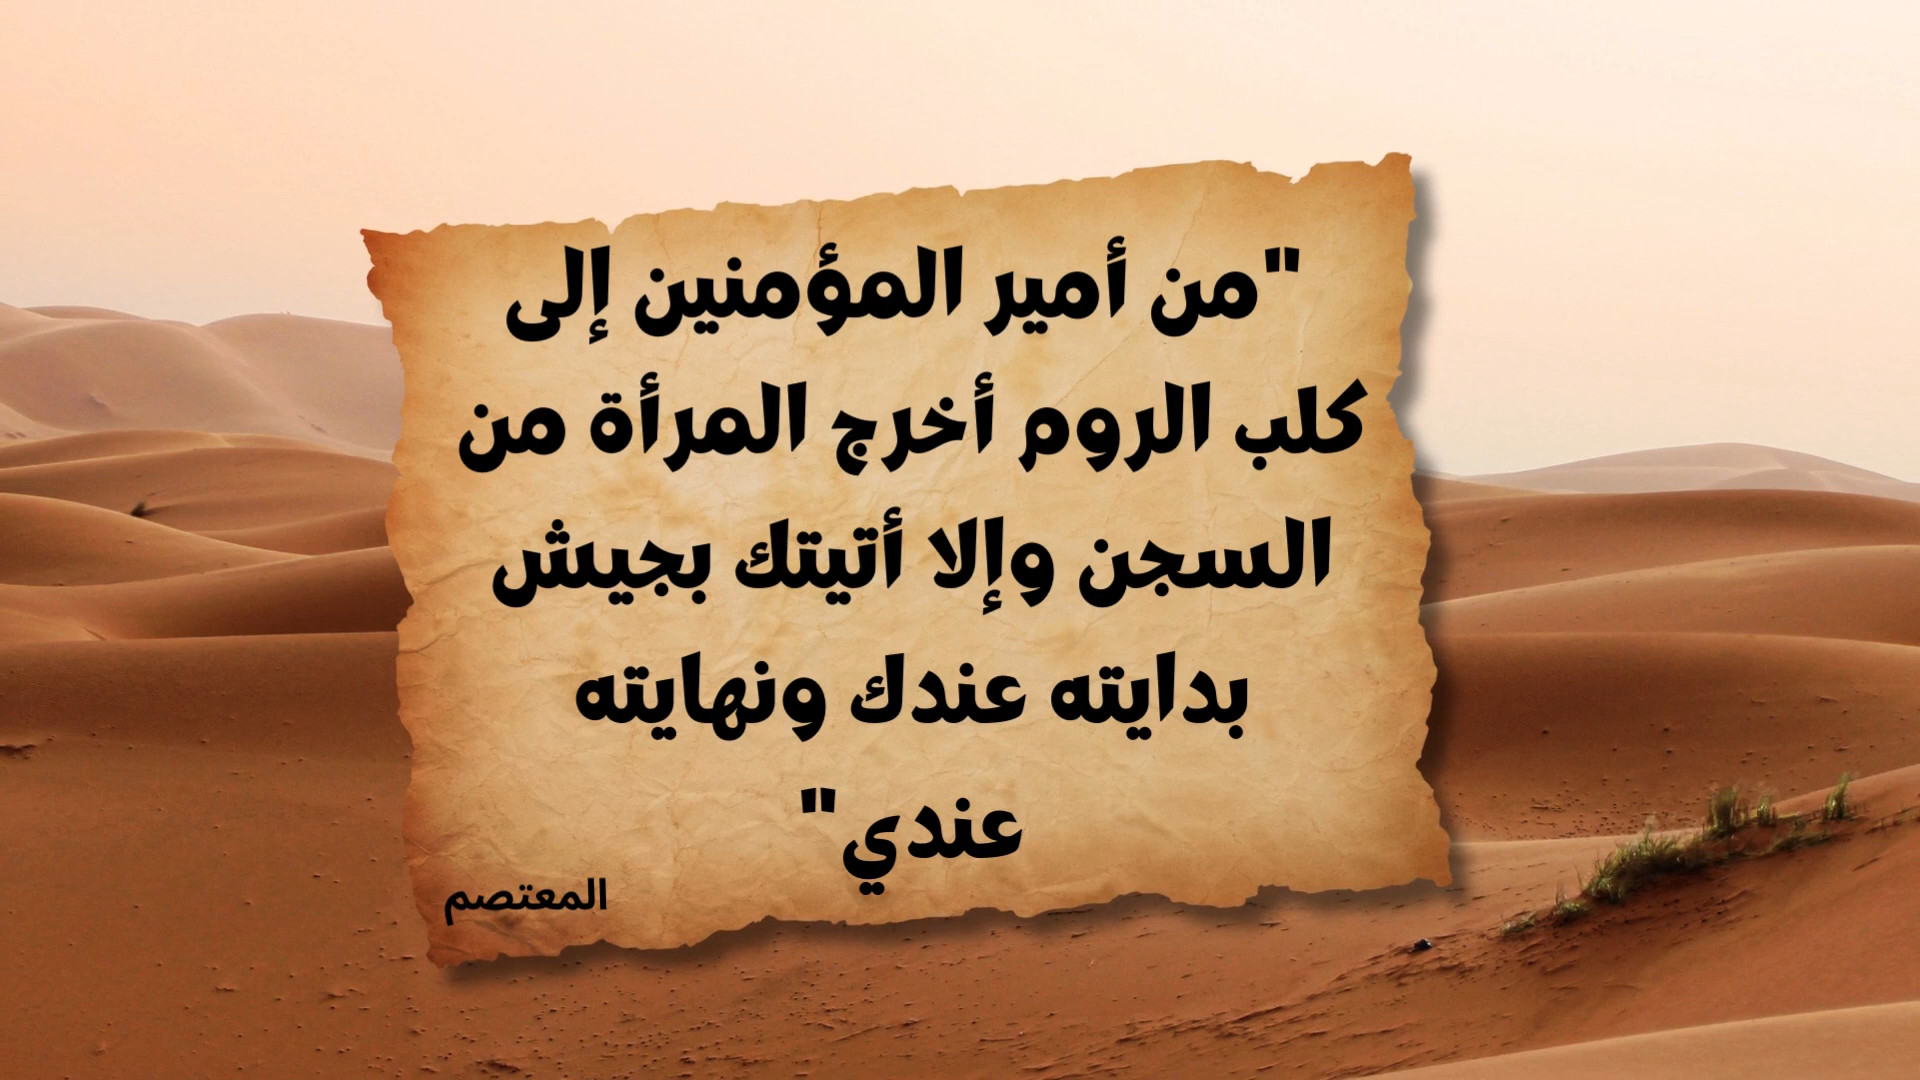 "من أمير المؤمنين إلى
كلب الروم أخرج المرأة من
السجن وإلا أتيتك بجيش
بدايته عندك ونهايته
عندي"
المعتصم